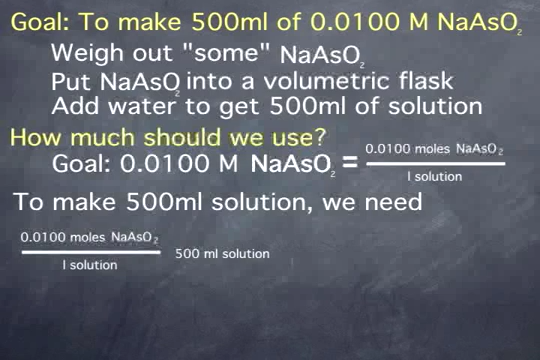 Goal: To make 500ml of 0.0100 M NaAsO₂
Weigh out "some" NaAsO₂
Put NaAsO₂ into a volumetric flask
Add water to get 500ml of solution
How much should we use?
Goal: 0.0100 M NaAsO₂ = 0.0100 moles NaAsO₂
l solution
To make 500ml solution, we need
0.0100 moles NaAsO₂
l solution
500 ml solution